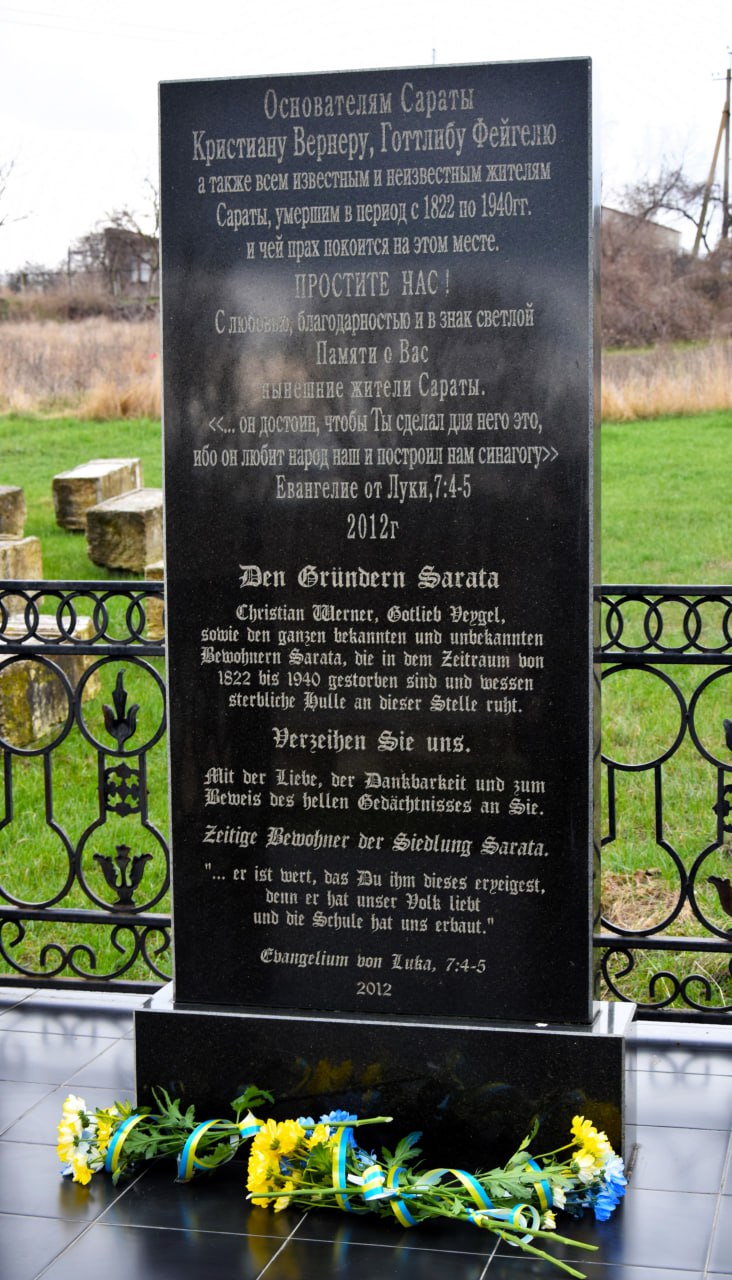 Основателям Сараты
Кристиану Вернеру, Готтлибу Фейгелю
а также всем известным и неизвестным жителям
Сараты, умершим в период с 1822 по 1940гг.
и чей прах покоится на этом месте.
ПРОСТИТЕ НАС !
С любовью, благодарностью и в знак светлой
Памяти о Вас
нынешние жители Сараты.
<<... он достоин, чтобы Ты сделал для него это,
ибо он любит народ наш и построил нам синагогу>>
Евангелие от Луки,7:4-5
2012г
Den Gründern Sarata
Christian Werner, Gotlieb Veygel,
sowie den ganzen bekannten und unbekannten
Bewohnern Sarata, die in dem Zeitraum von
1822 bis 1940 gestorben sind und wessen
sterbliche Hulle an dieser Stelle ruht.
Verzeihen Sie uns.
Mit der Liebe, der Dankbarkeit und zum
Beweis des hellen Gedächtnisses an Sie.
Zeitige Bewohner der Siedlung Sarata.
"... er ist wert, das Du ihm dieses eryeigest,
denn er hat unser Volk liebt
und die Schule hat uns erbaut."
Evangelium von Luka, 7:4-5
2012